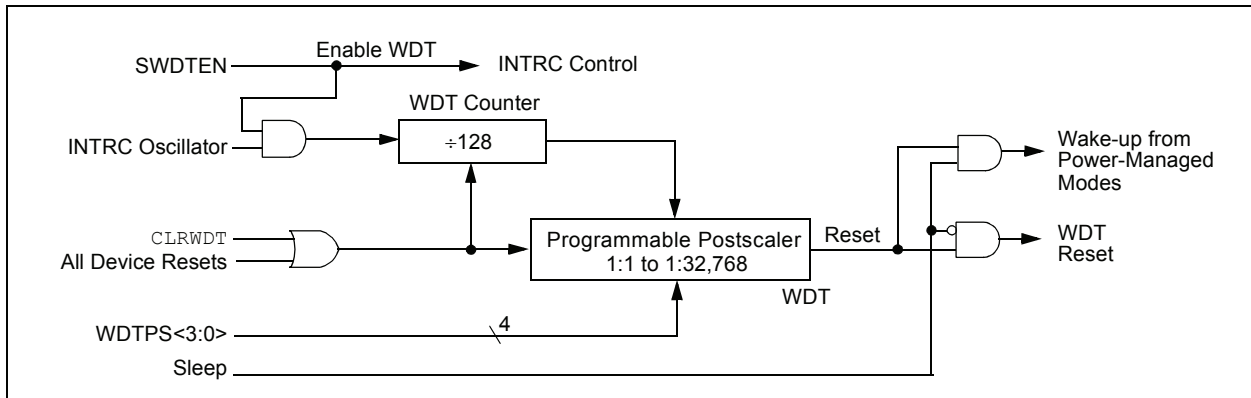 Enable WDT
SWDTEN
INTRC Control
WDT Counter
INTRC Oscillator
÷128
Wake-up from
Power-Managed
Modes
CLRWDT
All Device Resets
Programmable Postscaler
1:1 to 1:32,768
Reset
WDT
Reset
WDT
4
WDTPS<3:0>
Sleep